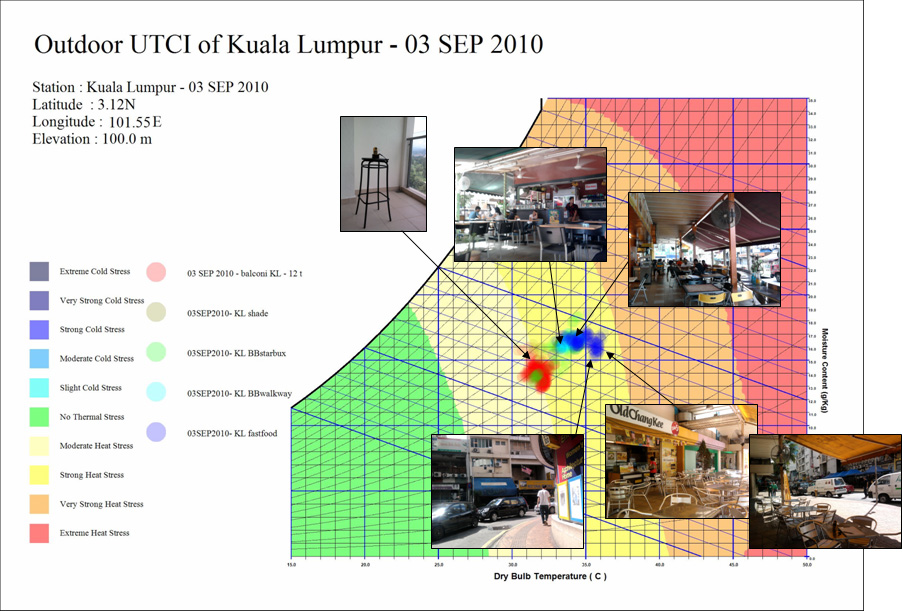 Outdoor UTCI of Kuala Lumpur - 03 SEP 2010
Station : Kuala Lumpur - 03 SEP 2010
Latitude : 3.12N
Longitude : 101.55E
Elevation : 100.0 m
Extreme Cold Stress
Very Strong Cold Stress
Strong Cold Stress
Moderate Cold Stress
Slight Cold Stress
No Thermal Stress
Moderate Heat Stress
Strong Heat Stress
Very Strong Heat Stress
Extreme Heat Stress
03 SEP 2010 - balconi KL - 12 t
03SEP2010- KL shade
03SEP2010- KL BBstarbux
03SEP2010- KL BBwalkway
03SEP2010- KL fastfood
OldChangKee
Moisture Content (g/Kg)
15.0 20.0 25.0 30.0 35.0 40.0 45.0 50.0
Dry Bulb Temperature ( C )